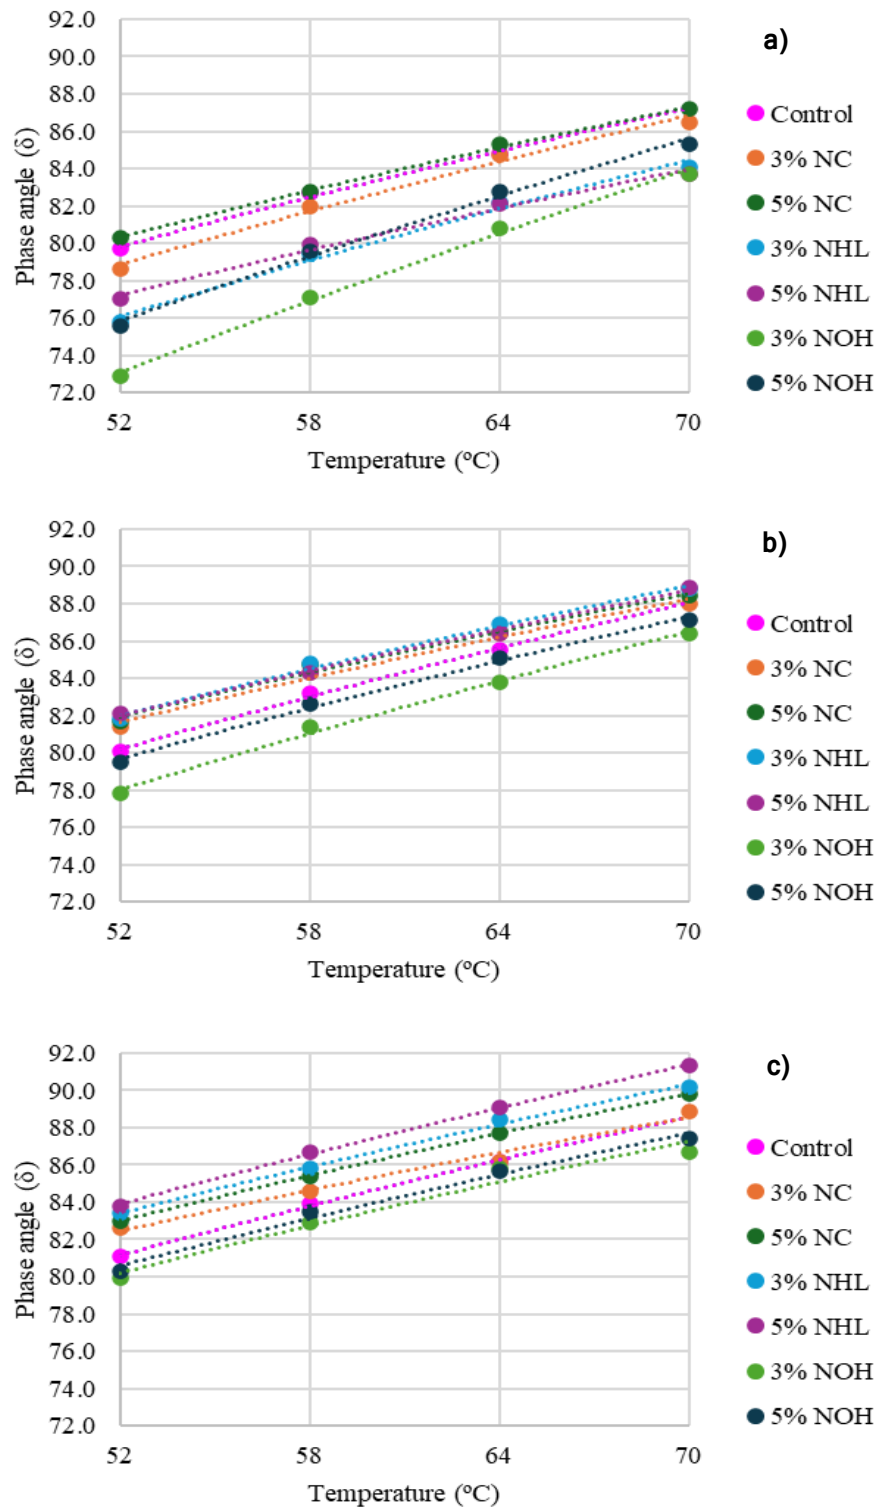 a)
92.0
90.0
88.0
86.0
84.0
82.0
80.0
78.0
76.0
74.0
72.0
Phase angle (δ)
52 58 64 70
Temperature (ºC)
Control
3% NC
5% NC
3% NHL
5% NHL
3% NOH
5% NOH
b)
92.0
90.0
88.0
86.0
84.0
82.0
80.0
78.0
76.0
74.0
72.0
Phase angle (δ)
52 58 64 70
Temperature (ºC)
Control
3% NC
5% NC
3% NHL
5% NHL
3% NOH
5% NOH
c)
92.0
90.0
88.0
86.0
84.0
82.0
80.0
78.0
76.0
74.0
72.0
Phase angle (δ)
52 58 64 70
Temperature (ºC)
Control
3% NC
5% NC
3% NHL
5% NHL
3% NOH
5% NOH